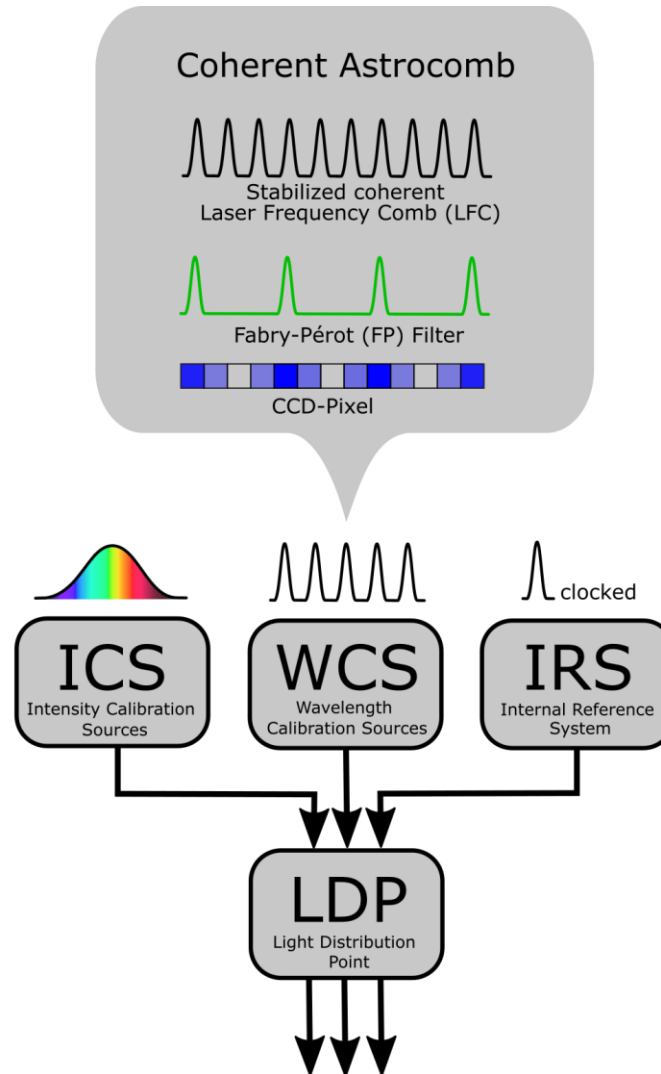 Coherent Astrocomb
Stabilized coherent
Laser Frequency Comb (LFC)
Fabry-Pérot (FP) Filter
CCD-Pixel
clocked
ICS
Intensity Calibration
Sources
WCS
Wavelength
Calibration Sources
IRS
Internal Reference
System
LDP
Light Distribution
Point